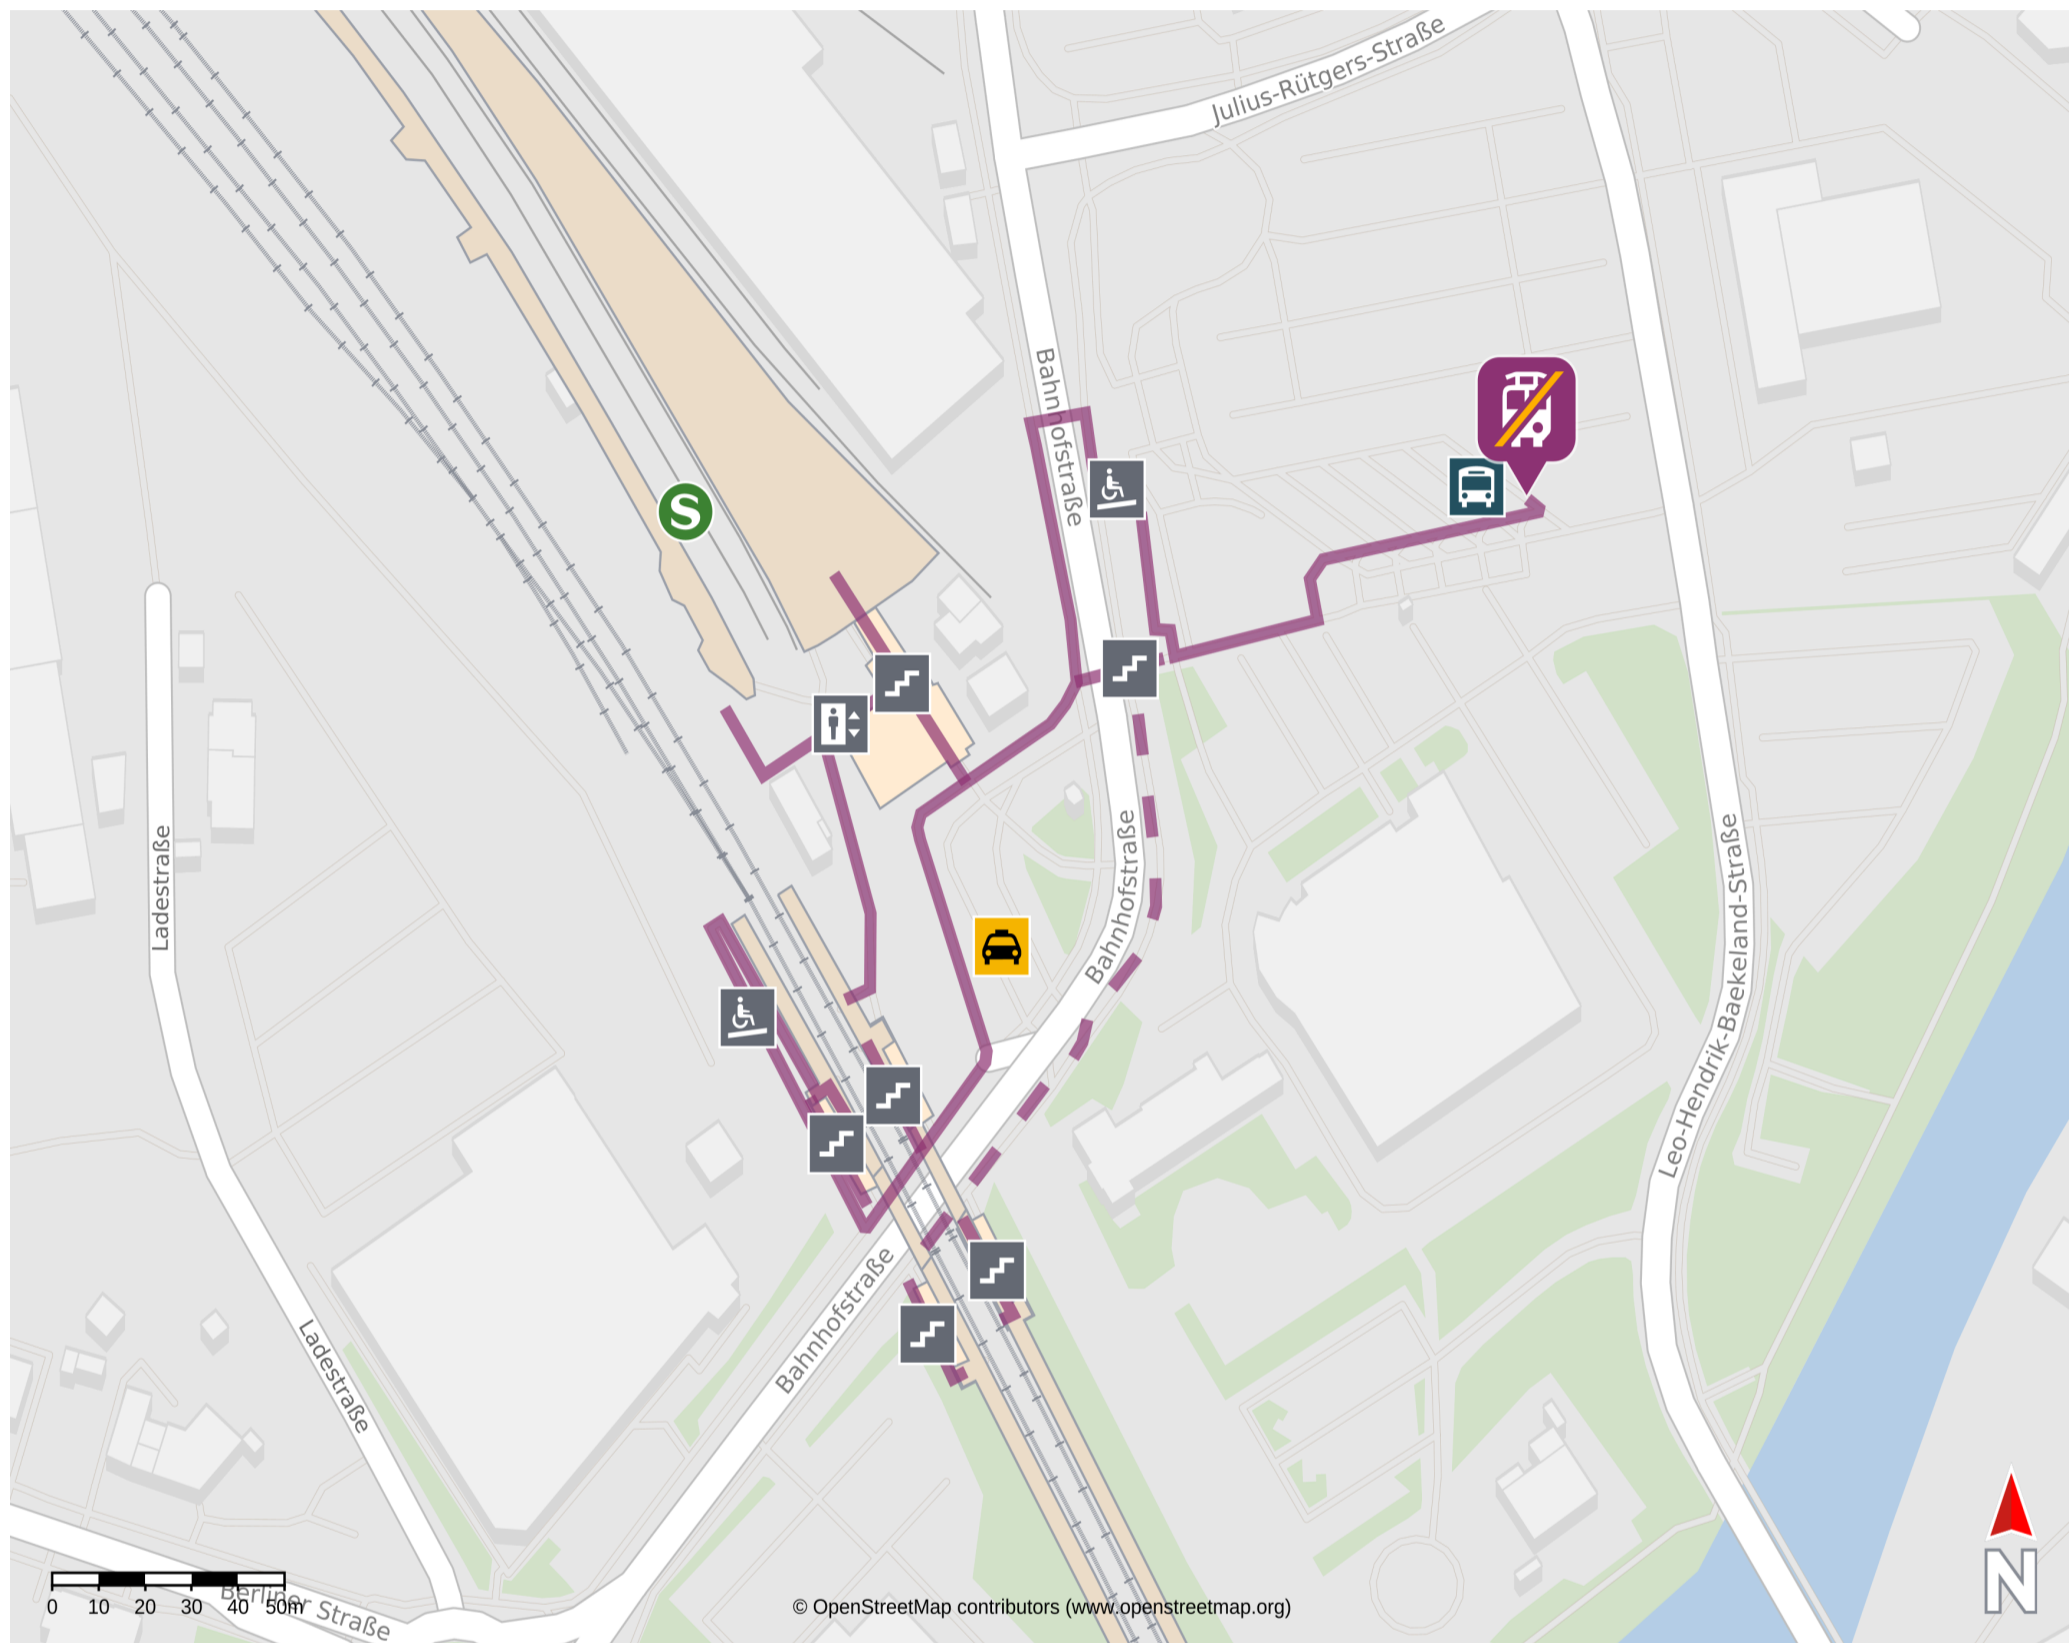 Julius-Rütgers-Straße
Bahnhofstraße
S
Ladestraße
Bahnhofstraße
Leo-Hendrik-Baekeland-Straße
Bahnhofstraße
Ladestraße
Berliner Straße
0 10 20 30 40 50m
© OpenStreetMap contributors (www.openstreetmap.org)
N